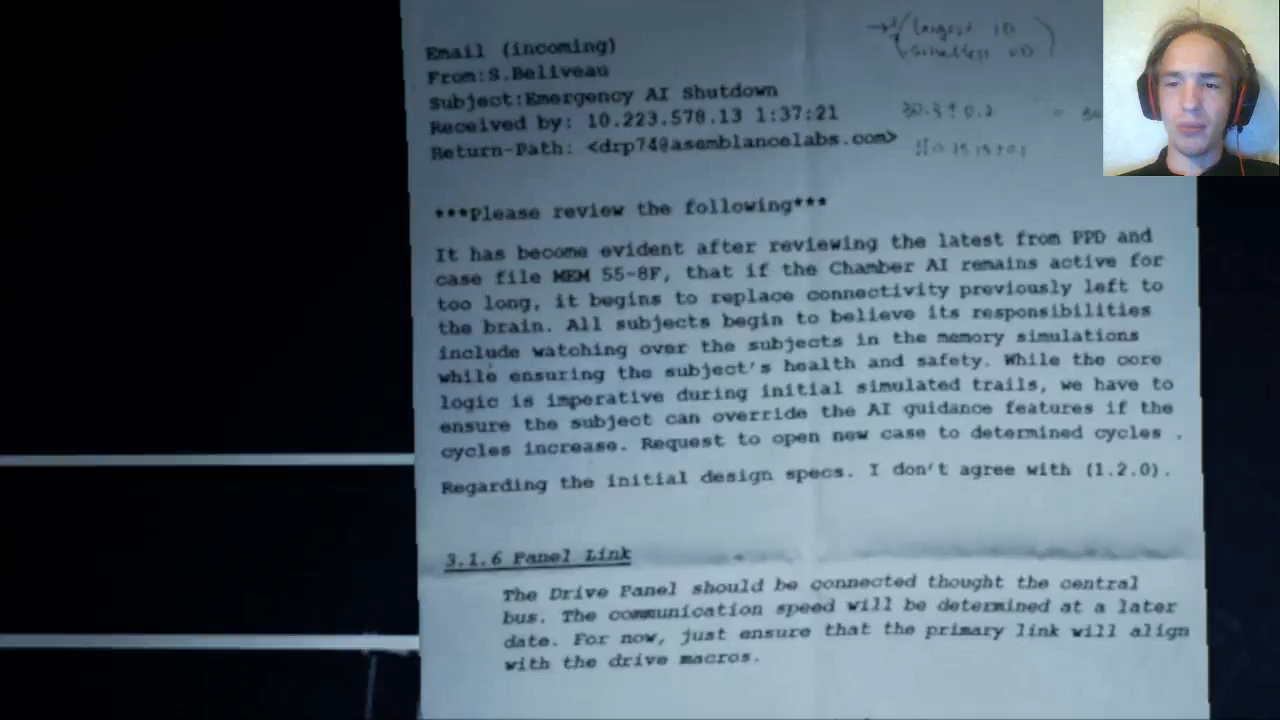 Email (incoming)
From:S.Beliveau
Subject:Emergency AI Shutdown
Received by: 10.223.578.13 1:37:21
Return-Path: <drp74@asemblancelabs.com>
largest ID
smallest OD
30.3 ± 0.2
***Please review the following***
It has become evident after reviewing the latest from PPD and
case file MEM 55-8F, that if the Chamber AI remains active for
too long, it begins to replace connectivity previously left to
the brain. All subjects begin to believe its responsibilities
include watching over the subjects in the memory simulations
while ensuring the subject's health and safety. While the core
logic is imperative during initial simulated trails, we have to
ensure the subject can override the AI guidance features if the
cycles increase. Request to open new case to determined cycles .
Regarding the initial design specs. I don't agree with (1.2.0).
3.1.6 Panel Link
The Drive Panel should be connected thought the central
bus. The communication speed will be determined at a later
date. For now, just ensure that the primary link will align
with the drive macros.